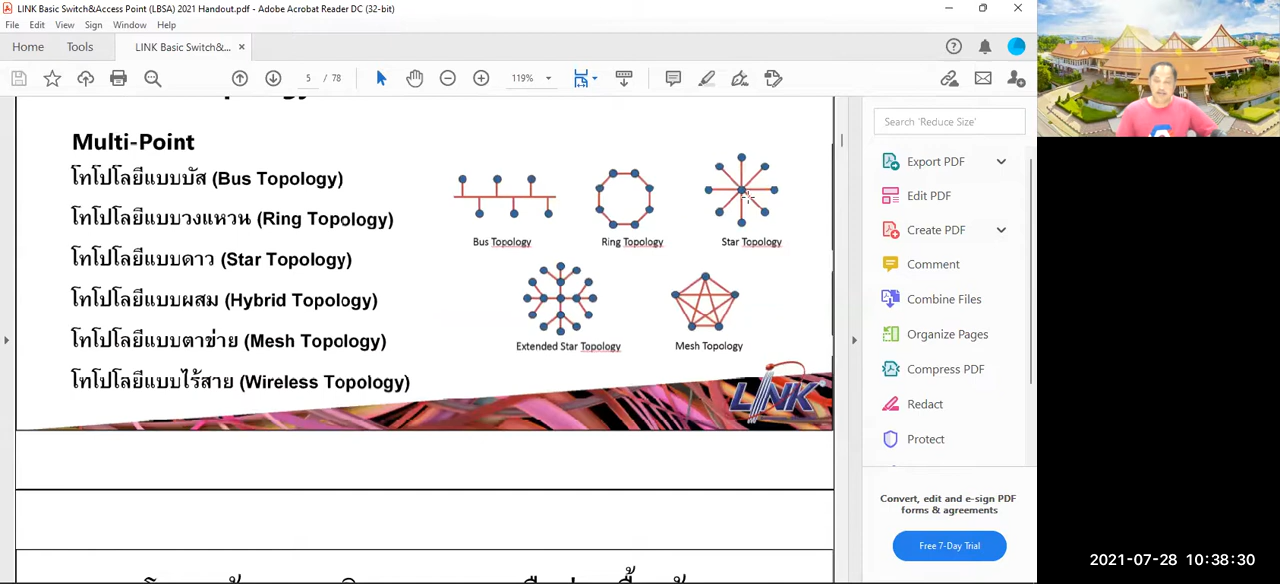 LINK Basic Switch&Access Point (LBSA) 2021 Handout.pdf - Adobe Acrobat Reader DC (32-bit)
File Edit View Sign Window Help
Home Tools LINK Basic Switch&... ×
5 / 78 119%
Multi-Point
โทโปโลยีแบบบัส (Bus Topology)
โทโปโลยีแบบวงแหวน (Ring Topology)
โทโปโลยีแบบดาว (Star Topology)
โทโปโลยีแบบผสม (Hybrid Topology)
โทโปโลยีแบบตาข่าย (Mesh Topology)
โทโปโลยีแบบไร้สาย (Wireless Topology)
Bus Topology
Ring Topology
Star Topology
Extended Star Topology
Mesh Topology
LINK
Search 'Reduce Size'
Export PDF
Edit PDF
Create PDF
Comment
Combine Files
Organize Pages
Compress PDF
Redact
Protect
Convert, edit and e-sign PDF
forms & agreements
Free 7-Day Trial
2021-07-28 10:38:30